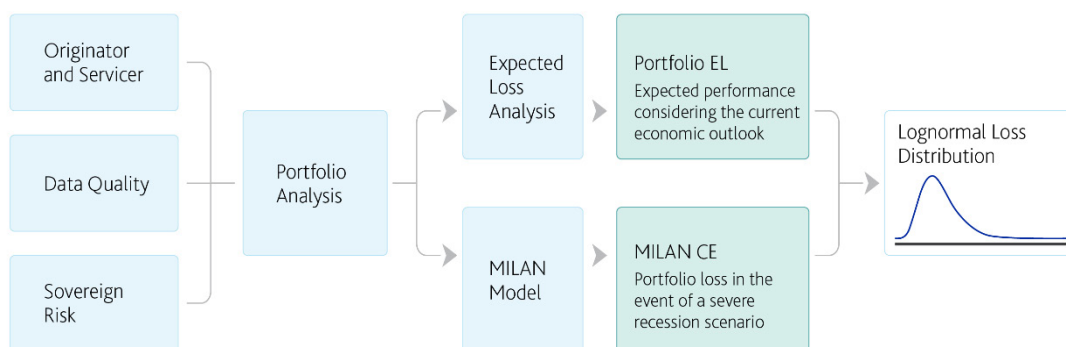 Originator
and Servicer
Data Quality
Sovereign
Risk
Portfolio
Analysis
Expected
Loss
Analysis
MILAN
Model
Portfolio EL
Expected performance
considering the current
economic outlook
MILAN CE
Portfolio loss in the
event of a severe
recession scenario
Lognormal Loss
Distribution